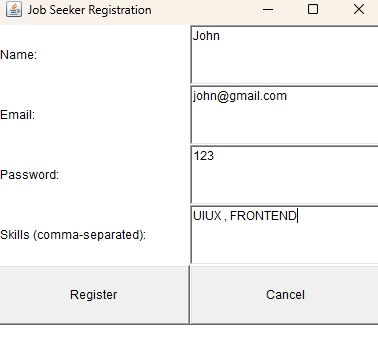 Job Seeker Registration
Name: John
Email: john@gmail.com
Password: 123
Skills (comma-separated): UIUX , FRONTEND
Register Cancel